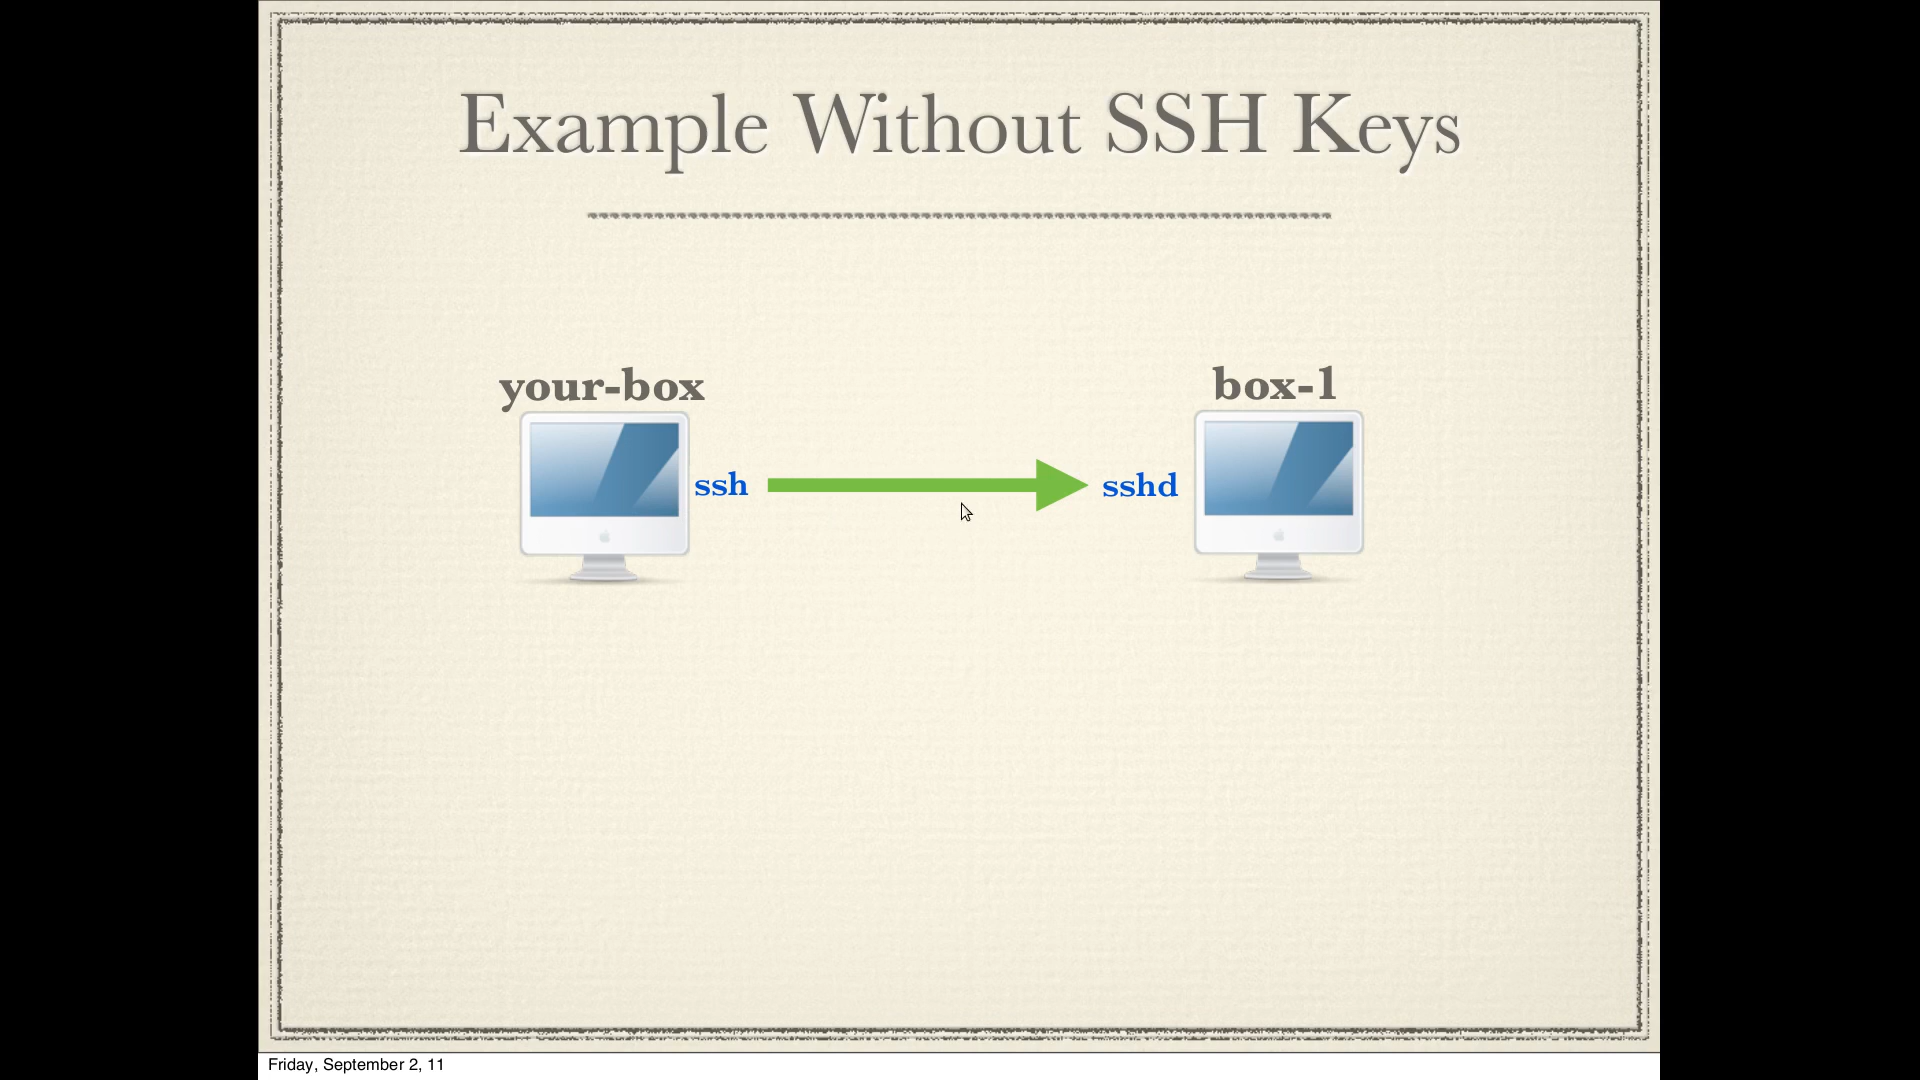 Example Without SSH Keys
your-box
box-1
ssh
sshd
Friday, September 2, 11